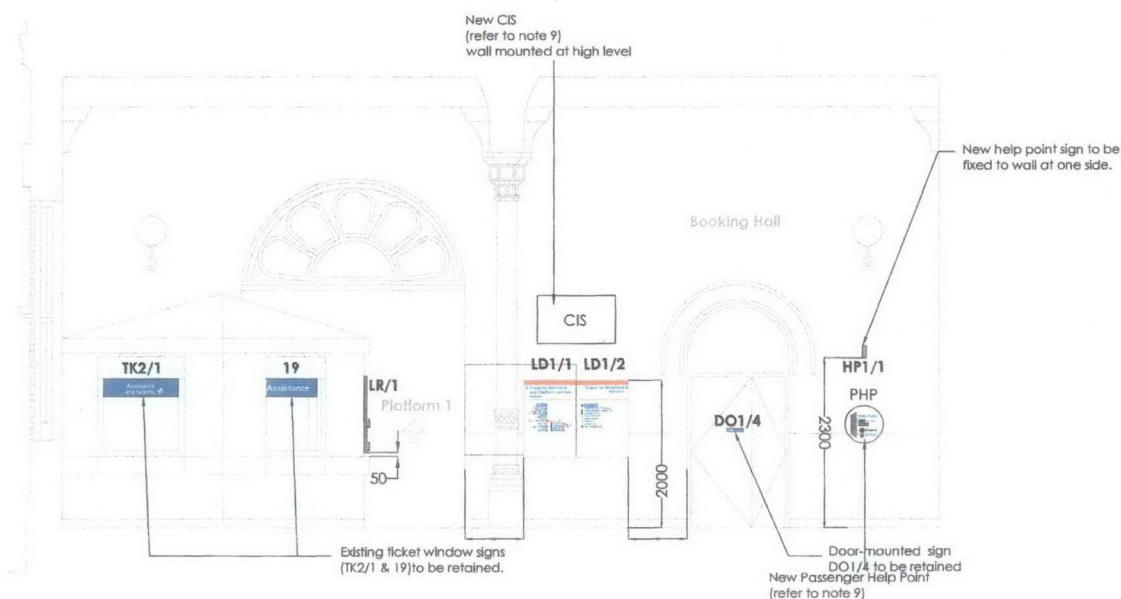 New CIS
(refer to note 9)
wall mounted at high level
New help point sign to be
fixed to wall at one side.
Booking Hall
CIS
TK2/1
19
LR/1
LD1/1
LD1/2
HP1/1
Assistance
and tickets
Assistance
Platform 1
PHP
DO1/4
50
2000
2300
Existing ticket window signs
(TK2/1 & 19)to be retained.
Door-mounted sign
DO1/4 to be retained
New Passenger Help Point
(refer to note 9)